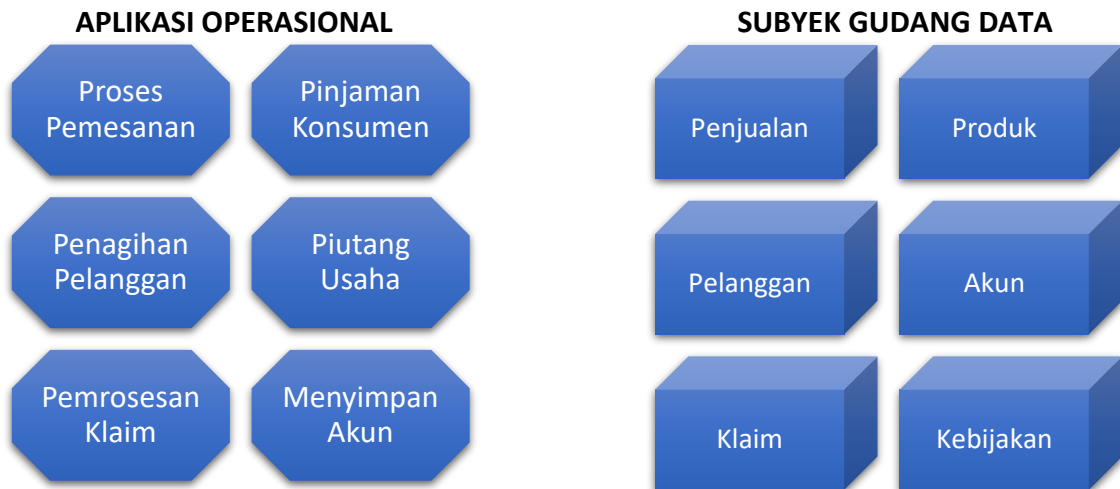 APLIKASI OPERASIONAL
Proses
Pemesanan
Pinjaman
Konsumen
Penagihan
Pelanggan
Piutang
Usaha
Pemrosesan
Klaim
Menyimpan
Akun
SUBYEK GUDANG DATA
Penjualan
Produk
Pelanggan
Akun
Klaim
Kebijakan